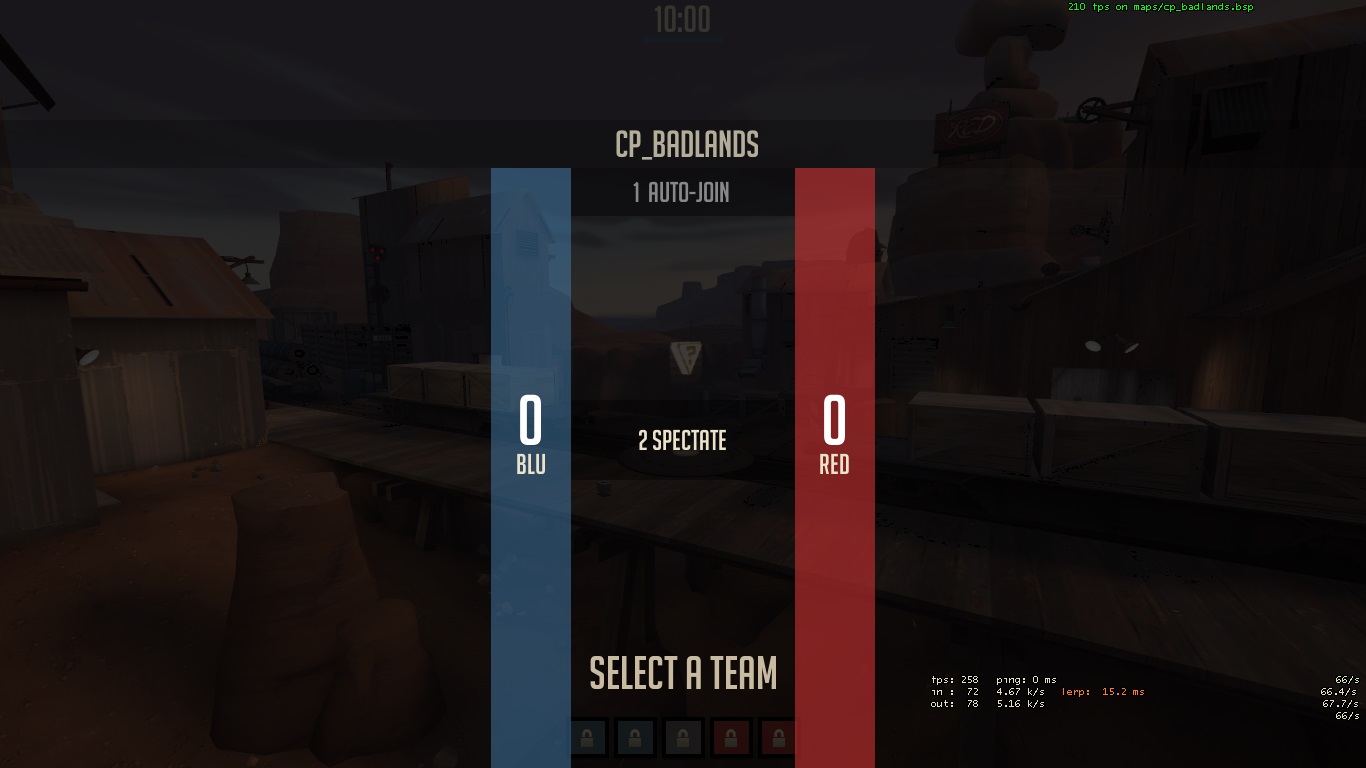 210 fps on maps/cp_badlands.bsp
10:00
CP_BADLANDS
1 AUTO-JOIN
RED
0
BLU
2 SPECTATE
0
RED
SELECT A TEAM
fps: 258 ping: 0 ms
in : 72 4.67 k/s lerp: 15.2 ms
out: 78 5.16 k/s
66/s
66.4/s
67.7/s
66/s